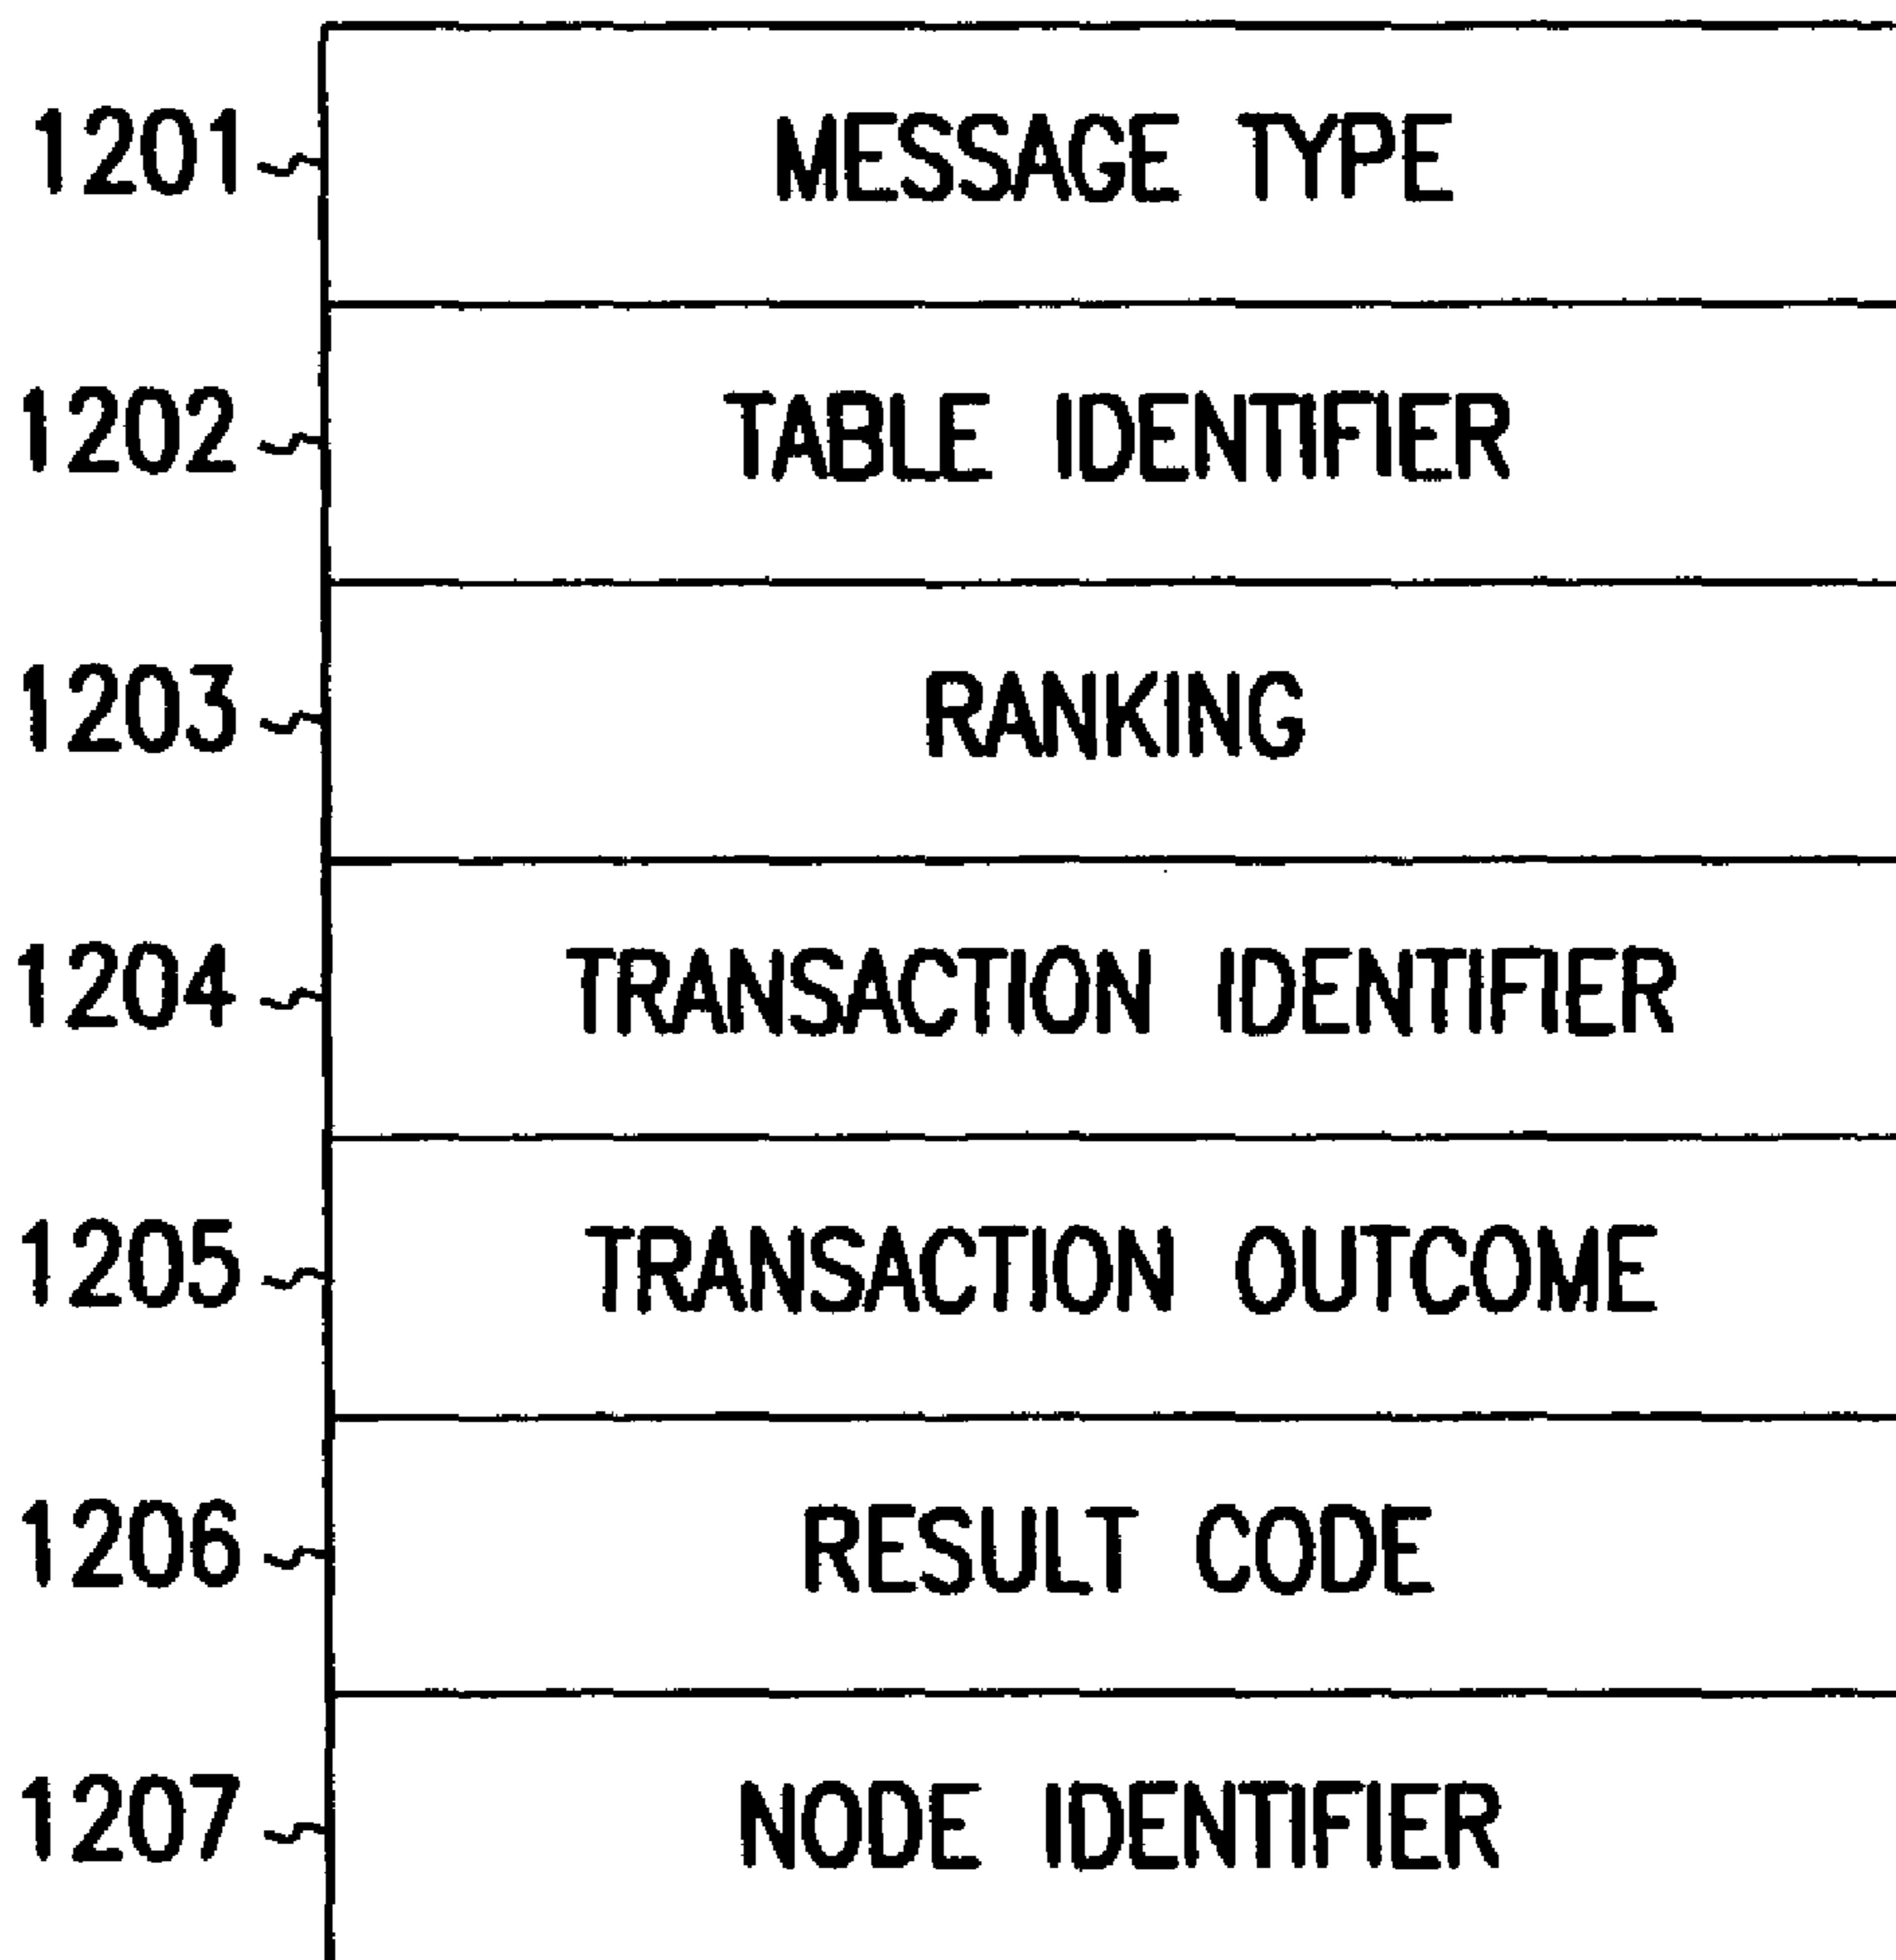 1201 MESSAGE TYPE
1202 TABLE IDENTIFIER
1203 RANKING
1204 TRANSACTION IDENTIFIER
1205 TRANSACTION OUTCOME
1206 RESULT CODE
1207 NODE IDENTIFIER